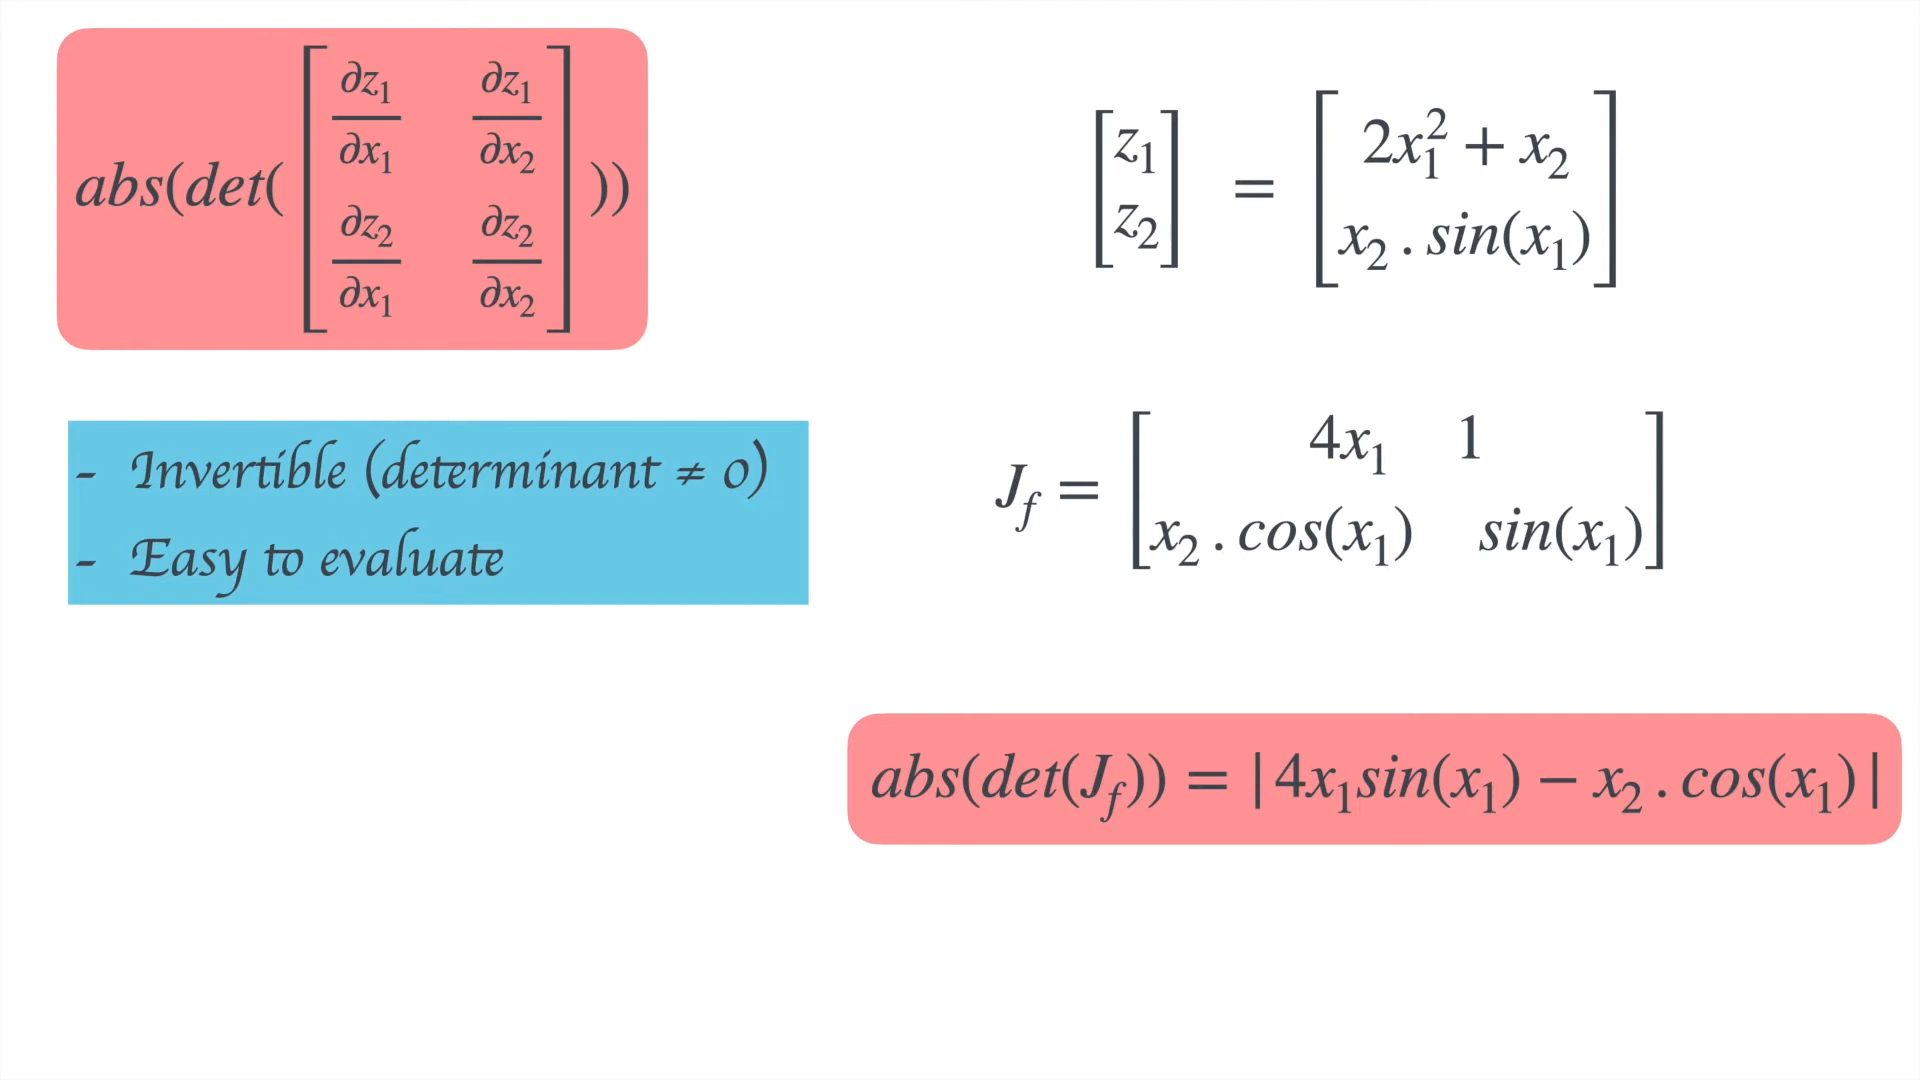 abs(det( [ ∂z₁/∂x₁ ∂z₁/∂x₂
∂z₂/∂x₁ ∂z₂/∂x₂ ] ))
- Invertible (determinant ≠ 0)
- Easy to evaluate
[ z₁
z₂ ] = [ 2x₁² + x₂
x₂ . sin(x₁) ]
J_f = [ 4x₁ 1
x₂ . cos(x₁) sin(x₁) ]
abs(det(J_f)) = |4x₁sin(x₁) − x₂ . cos(x₁)|